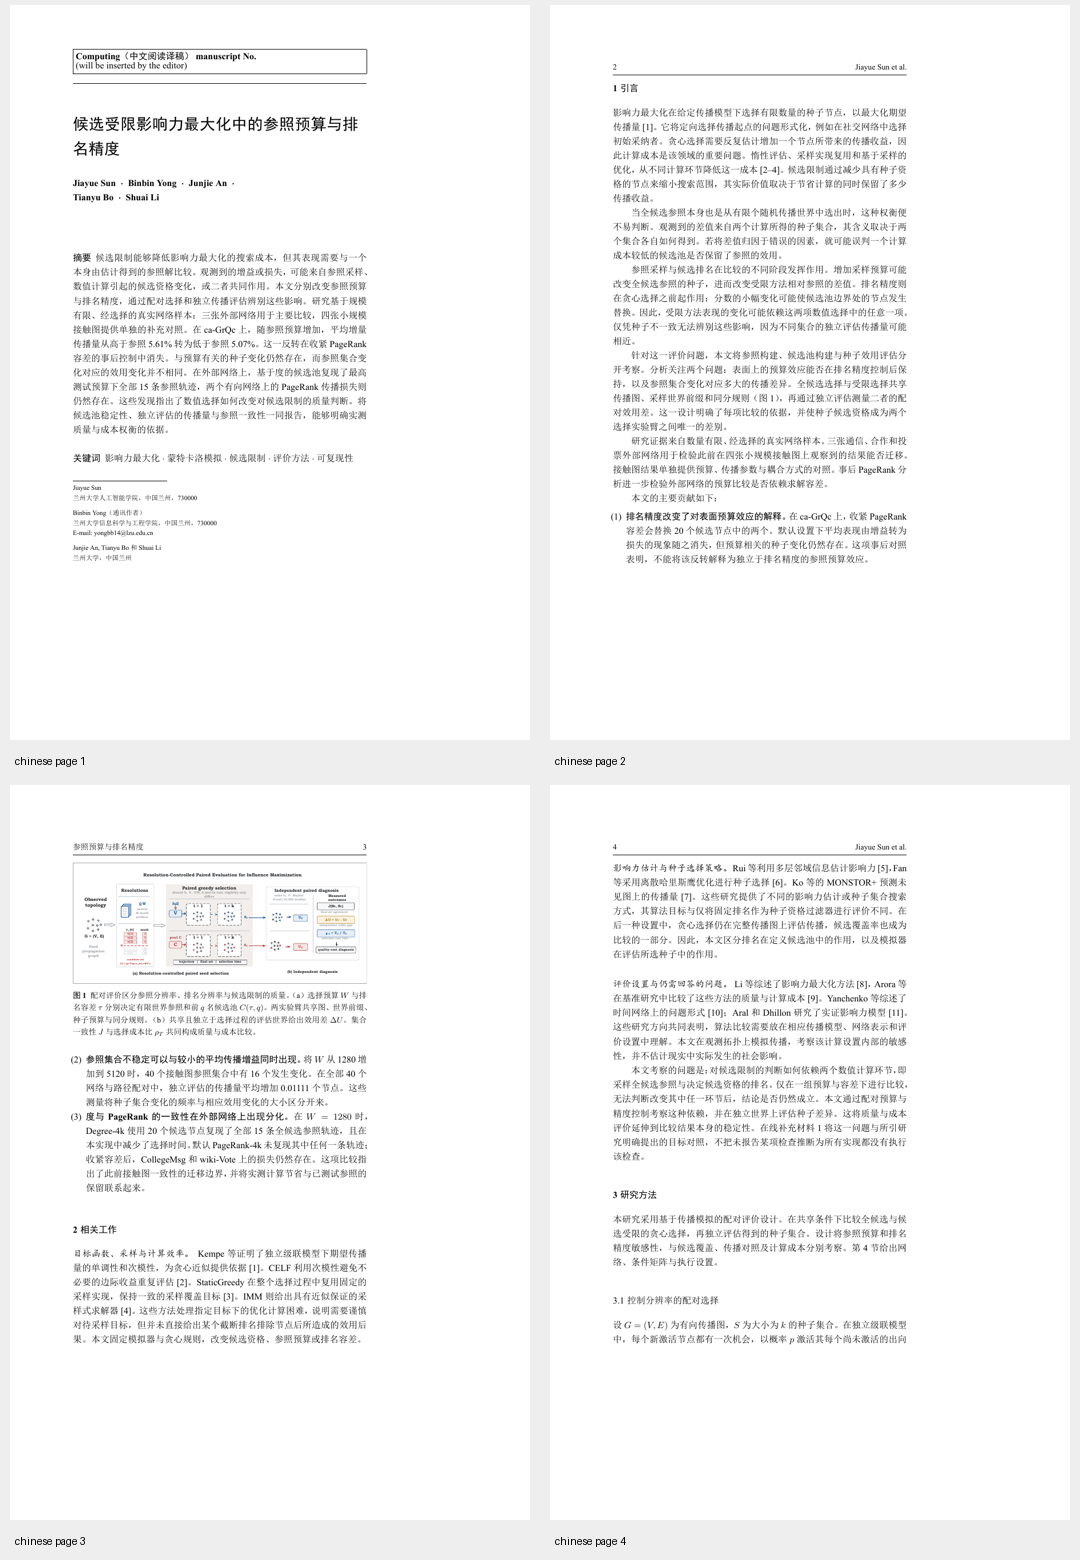 Computing（中文阅读译稿） manuscript No.
(will be inserted by the editor)
候选受限影响力最大化中的参照预算与排
名精度
Jiayue Sun · Binbin Yong · Junjie An ·
Tianyu Bo · Shuai Li
摘要 候选限制能够降低影响力最大化的搜索成本，但其表现需要与一个
本身由估计得到的参照解比较。观测到的增益或损失，可能来自参照采样、
数值计算引起的候选资格变化，或二者共同作用。本文分别改变参照预算
与排名精度，通过配对选择和独立传播评估辨别这些影响。研究基于规模
有限、经选择的真实网络样本：三张外部网络用于主要比较，四张小规模
接触图提供单独的补充对照。在 ca-GrQc 上，随参照预算增加，平均增量
传播量从高于参照 5.61% 转为低于参照 5.07%。这一反转在收紧 PageRank
容差的事后控制中消失。与预算有关的种子变化仍然存在，而参照集合变
化对应的效用变化并不相同。在外部网络上，基于度的候选池复现了最高
测试预算下全部 15 条参照轨迹，两个有向网络上的 PageRank 传播损失则
仍然存在。这些发现指出了数值选择如何改变对候选限制的质量判断。将
候选池稳定性、独立评估的传播量与参照一致性一同报告，能够明确实测
质量与成本权衡的依据。
关键词 影响力最大化 · 蒙特卡洛模拟 · 候选限制 · 评价方法 · 可复现性
Jiayue Sun
兰州大学人工智能学院，中国兰州，730000
Binbin Yong（通讯作者）
兰州大学信息科学与工程学院，中国兰州，730000
E-mail: yongbb14@lzu.edu.cn
Junjie An, Tianyu Bo 和 Shuai Li
兰州大学，中国兰州
chinese page 1
2 Jiayue Sun et al.
1 引言
影响力最大化在给定传播模型下选择有限数量的种子节点，以最大化期望
传播量 [1]。它将定向选择传播起点的问题形式化，例如在社交网络中选择
初始采纳者。贪心选择需要反复估计增加一个节点所带来的传播收益，因
此计算成本是该领域的重要问题。惰性评估、采样实现复用和基于采样的
优化，从不同计算环节降低这一成本 [2–4]。候选限制通过减少具有种子资
格的节点来缩小搜索范围，其实际价值取决于节省计算的同时保留了多少
传播收益。
当全候选参照本身也是从有限个随机传播世界中选出时，这种权衡便
不易判断。观测到的差值来自两个计算所得的种子集合，其含义取决于两
个集合各自如何得到。若将差值归因于错误的因素，就可能误判一个计算
成本较低的候选池是否保留了参照的效用。
参照采样与候选排名在比较的不同阶段发挥作用。增加采样预算可能
改变全候选参照的种子，进而改变受限方法相对参照的差值。排名精度则
在贪心选择之前起作用：分数的小幅变化可能使候选池边界处的节点发生
替换。因此，受限方法表现的变化可能依赖这两项数值选择中的任意一项。
仅凭种子不一致无法辨别这些影响，因为不同集合的独立评估传播量可能
相近。
针对这一评价问题，本文将参照构建、候选池构建与种子效用评估分
开考察。分析关注两个问题：表面上的预算效应能否在排名精度控制后保
持，以及参照集合变化对应多大的传播差异。全候选选择与受限选择共享
传播图、采样世界前缀和同分规则（图 1），再通过独立评估测量二者的配
对效用差。这一设计明确了每项比较的依据，并使种子候选资格成为两个
选择实验臂之间唯一的差别。
研究证据来自数量有限、经选择的真实网络样本。三张通信、合作和投
票外部网络用于检验此前在四张小规模接触图上观察到的结果能否迁移。
接触图结果单独提供预算、传播参数与耦合方式的对照。事后 PageRank 分
析进一步检验外部网络的预算比较是否依赖求解容差。
本文的主要贡献如下：
(1) 排名精度改变了对表面预算效应的解释。在 ca-GrQc 上，收紧 PageRank
容差会替换 20 个候选节点中的两个。默认设置下平均表现由增益转为
损失的现象随之消失，但预算相关的种子变化仍然存在。这项事后对照
表明，不能将该反转解释为独立于排名精度的参照预算效应。
chinese page 2
参照预算与排名精度 3
Resolution-Controlled Paired Evaluation for Influence Maximization
Observed
topology
G = (V, E)
Resolutions
Paired greedy selection
Independent paired diagnosis
(a) Resolution-controlled paired seed selection
(b) Independent diagnosis
图 1 配对评价区分参照分辨率、排名分辨率与候选限制的质量。(a) 选择预算 W 与排
名容差 τ 分别决定有限世界参照和前 q 名候选池 C(τ, q)。两实验臂共享图、世界前缀、
种子预算与同分规则。(b) 共享且独立于选择过程的评估世界给出效用差 ΔU。集合
一致性 J 与选择成本比 ρT 共同构成质量与成本比较。
(2) 参照集合不稳定可以与较小的平均传播增益同时出现。将 W 从 1280 增
加到 5120 时，40 个接触图参照集合中有 16 个发生变化。在全部 40 个
网络与路径配对中，独立评估的传播量平均增加 0.01111 个节点。这些
测量将种子集合变化的频率与相应效用变化的大小区分开来。
(3) 度与 PageRank 的一致性在外部网络上出现分化。在 W = 1280 时，
Degree-4k 使用 20 个候选节点复现了全部 15 条全候选参照轨迹，且在
本实现中减少了选择时间。默认 PageRank-4k 未复现其中任何一条轨迹；
收紧容差后，CollegeMsg 和 wiki-Vote 上的损失仍然存在。这项比较指
出了此前接触图一致性的迁移边界，并将实测计算节省与已测试参照的
保留联系起来。
2 相关工作
目标函数、采样与计算效率。 Kempe 等证明了独立级联模型下期望传播
量的单调性和次模性，为贪心近似提供依据 [1]。CELF 利用次模性避免不
必要的边际收益重复评估 [2]。StaticGreedy 在整个选择过程中复用固定的
采样实现，保持一致的采样覆盖目标 [3]。IMM 则给出具有近似保证的采
样式求解器 [4]。这些方法处理指定目标下的优化计算困难，说明需要谨慎
对待采样目标，但并未直接给出某个截断排名排除节点后所造成的效用后
果。本文固定模拟器与贪心规则，改变候选资格、参照预算或排名容差。
chinese page 3
4 Jiayue Sun et al.
影响力估计与种子选择策略。Rui 等利用多层邻域信息估计影响力 [5]，Fan
等采用离散哈里斯鹰优化进行种子选择 [6]。Ko 等的 MONSTOR+ 预测未
见图上的传播量 [7]。这些研究提供了不同的影响力估计或种子集合搜索
方式，其算法目标与仅将固定排名作为种子资格过滤器进行评价不同。在
后一种设置中，贪心选择仍在完整传播图上评估传播，候选覆盖率也成为
比较的一部分。因此，本文区分排名在定义候选池中的作用，以及模拟器
在评估所选种子中的作用。
评价设置与仍需回答的问题。 Li 等综述了影响力最大化方法 [8]，Arora 等
在基准研究中比较了这些方法的质量与计算成本 [9]。Yanchenko 等综述了
时间网络上的问题形式 [10]；Aral 和 Dhillon 研究了实证影响力模型 [11]。
这些研究方向共同表明，算法比较需要放在相应传播模型、网络表示和评
价设置中理解。本文在观测拓扑上模拟传播，考察该计算设置内部的敏感
性，并不估计现实中实际发生的社会影响。
本文考察的问题是：对候选限制的判断如何依赖两个数值计算环节，即
采样全候选参照与决定候选资格的排名。仅在一组预算与容差下进行比较，
无法判断改变其中任一环节后，结论是否仍然成立。本文通过配对预算与
精度控制考察这种依赖，并在独立世界上评估种子差异。这将质量与成本
评价延伸到比较结果本身的稳定性。在线补充材料 1 将这一问题与所引研
究明确提出的目标对照，不把未报告某项检查推断为所有实现都没有执行
该检查。
3 研究方法
本研究采用基于传播模拟的配对评价设计。在共享条件下比较全候选与候
选受限的贪心选择，再独立评估得到的种子集合。设计将参照预算和排名
精度敏感性，与候选覆盖、传播对照及计算成本分别考察。第 4 节给出网
络、条件矩阵与执行设置。
3.1 控制分辨率的配对选择
设 G = (V, E) 为有向传播图，S 为大小为 k 的种子集合。在独立级联模型
中，每个新激活节点都有一次机会，以概率 p 激活其每个尚未激活的出向
chinese page 4